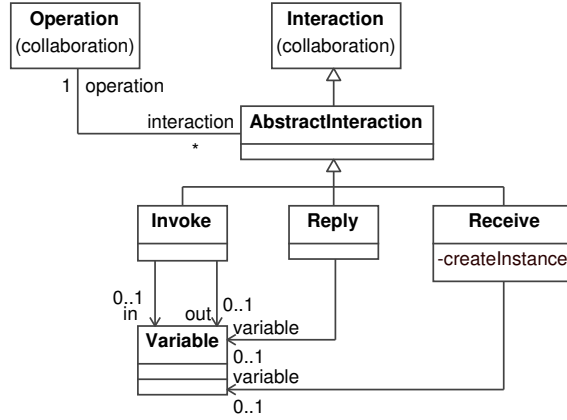 Operation
(collaboration)
Interaction
(collaboration)
1 operation
interaction
*
AbstractInteraction
Invoke
Reply
Receive
-createInstance
0..1
in
out
0..1
Variable
variable
0..1
variable
0..1